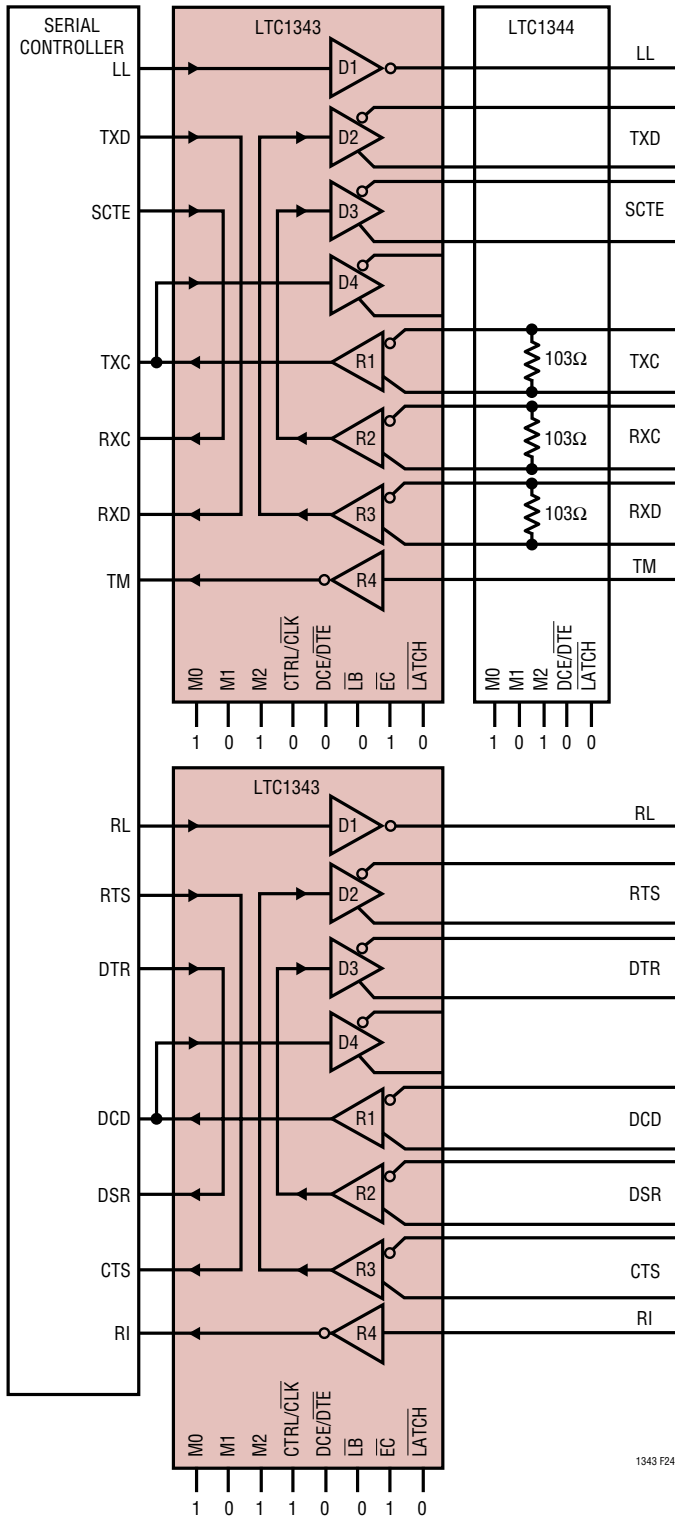 SERIAL
CONTROLLER
LTC1343
LTC1344
LL
D1
LL
TXD
D2
TXD
SCTE
D3
SCTE
D4
TXC
R1
103Ω
TXC
RXC
R2
103Ω
RXC
RXD
R3
103Ω
RXD
TM
R4
TM
M0
M1
M2
CTRL/CLK
DCE/DTE
LB
EC
LATCH
M0
M1
M2
DCE/DTE
LATCH
1 0 1 0 0 0 1 0
1 0 1 0 0
LTC1343
RL
D1
RL
RTS
D2
RTS
DTR
D3
DTR
D4
DCD
R1
DCD
DSR
R2
DSR
CTS
R3
CTS
RI
R4
RI
M0
M1
M2
CTRL/CLK
DCE/DTE
LB
EC
LATCH
1 0 1 1 0 0 1 0
1343 F24